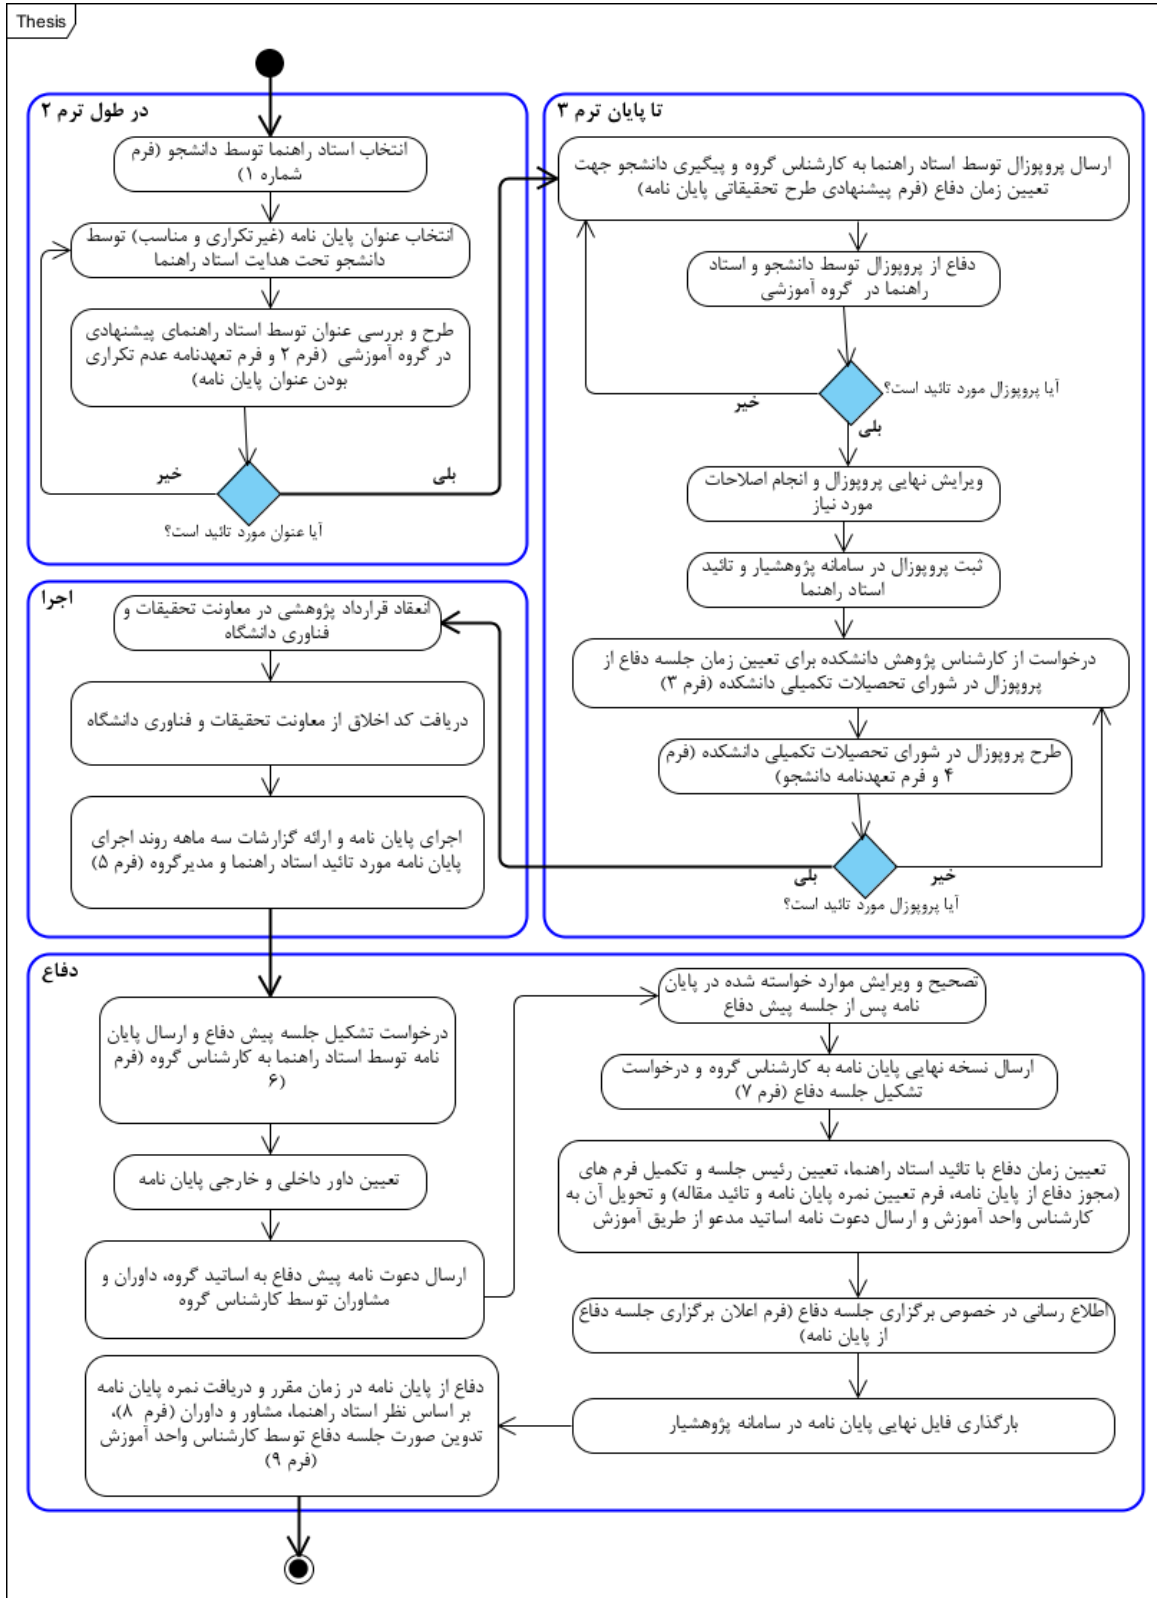 Thesis
در طول ترم ۲
انتخاب استاد راهنما توسط دانشجو (فرم
شماره ۱)
انتخاب عنوان پایان نامه (غیرتکراری و مناسب) توسط
دانشجو تحت هدایت استاد راهنما
طرح و بررسی عنوان توسط استاد راهنمای پیشنهادی
در گروه آموزشی (فرم ۲ و فرم تعهدنامه عدم تکراری
بودن عنوان پایان نامه)
خیر
بلی
آیا عنوان مورد تائید است؟
تا پایان ترم ۳
ارسال پروپوزال توسط استاد راهنما به کارشناس گروه و پیگیری دانشجو جهت
تعیین زمان دفاع (فرم پیشنهادی طرح تحقیقاتی پایان نامه)
دفاع از پروپوزال توسط دانشجو و استاد
راهنما در گروه آموزشی
آیا پروپوزال مورد تائید است؟
خیر
بلی
ویرایش نهایی پروپوزال و انجام اصلاحات
مورد نیاز
ثبت پروپوزال در سامانه پژوهشیار و تائید
استاد راهنما
درخواست از کارشناس پژوهش دانشکده برای تعیین زمان جلسه دفاع از
پروپوزال در شورای تحصیلات تکمیلی دانشکده (فرم ۳)
طرح پروپوزال در شورای تحصیلات تکمیلی دانشکده (فرم
۴ و فرم تعهدنامه دانشجو)
خیر
بلی
آیا پروپوزال مورد تائید است؟
اجرا
انعقاد قرارداد پژوهشی در معاونت تحقیقات و
فناوری دانشگاه
دریافت کد اخلاق از معاونت تحقیقات و فناوری دانشگاه
اجرای پایان نامه و ارائه گزارشات سه ماهه روند اجرای
پایان نامه مورد تائید استاد راهنما و مدیرگروه (فرم ۵)
دفاع
درخواست تشکیل جلسه پیش دفاع و ارسال پایان
نامه توسط استاد راهنما به کارشناس گروه (فرم
۶)
تعیین داور داخلی و خارجی پایان نامه
ارسال دعوت نامه پیش دفاع به اساتید گروه، داوران و
مشاوران توسط کارشناس گروه
تصحیح و ویرایش موارد خواسته شده در پایان
نامه پس از جلسه پیش دفاع
ارسال نسخه نهایی پایان نامه به کارشناس گروه و درخواست
تشکیل جلسه دفاع (فرم ۷)
تعیین زمان دفاع با تائید استاد راهنما، تعیین رئیس جلسه و تکمیل فرم های
(مجوز دفاع از پایان نامه، فرم تعیین نمره پایان نامه و تائید مقاله) و تحویل آن به
کارشناس واحد آموزش و ارسال دعوت نامه اساتید مدعو از طریق آموزش
اطلاع رسانی در خصوص برگزاری جلسه دفاع (فرم اعلان برگزاری جلسه دفاع
از پایان نامه)
بارگذاری فایل نهایی پایان نامه در سامانه پژوهشیار
دفاع از پایان نامه در زمان مقرر و دریافت نمره پایان نامه
بر اساس نظر استاد راهنما، مشاور و داوران (فرم ۸)،
تدوین صورت جلسه دفاع توسط کارشناس واحد آموزش
(فرم ۹)